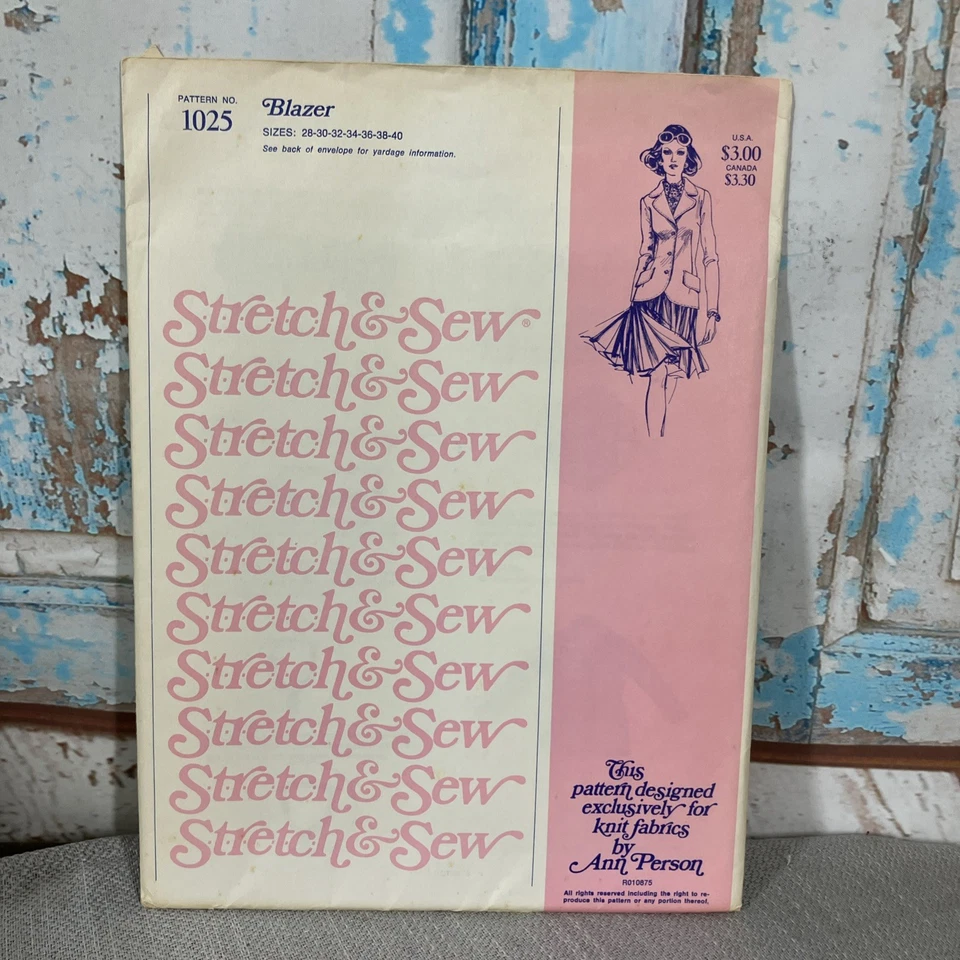 PATTERN NO.
1025
Blazer
SIZES: 28-30-32-34-36-38-40
See back of envelope for yardage information.
U.S.A.
$3.00
CANADA
$3.30
Stretch & Sew®
Stretch & Sew
Stretch & Sew
Stretch & Sew
Stretch & Sew
Stretch & Sew
Stretch & Sew
Stretch & Sew
Stretch & Sew
Stretch & Sew
This
pattern designed
exclusively for
knit fabrics
by
Ann Person
R010875
All rights reserved including the right to re-
produce this pattern or any portion thereof.